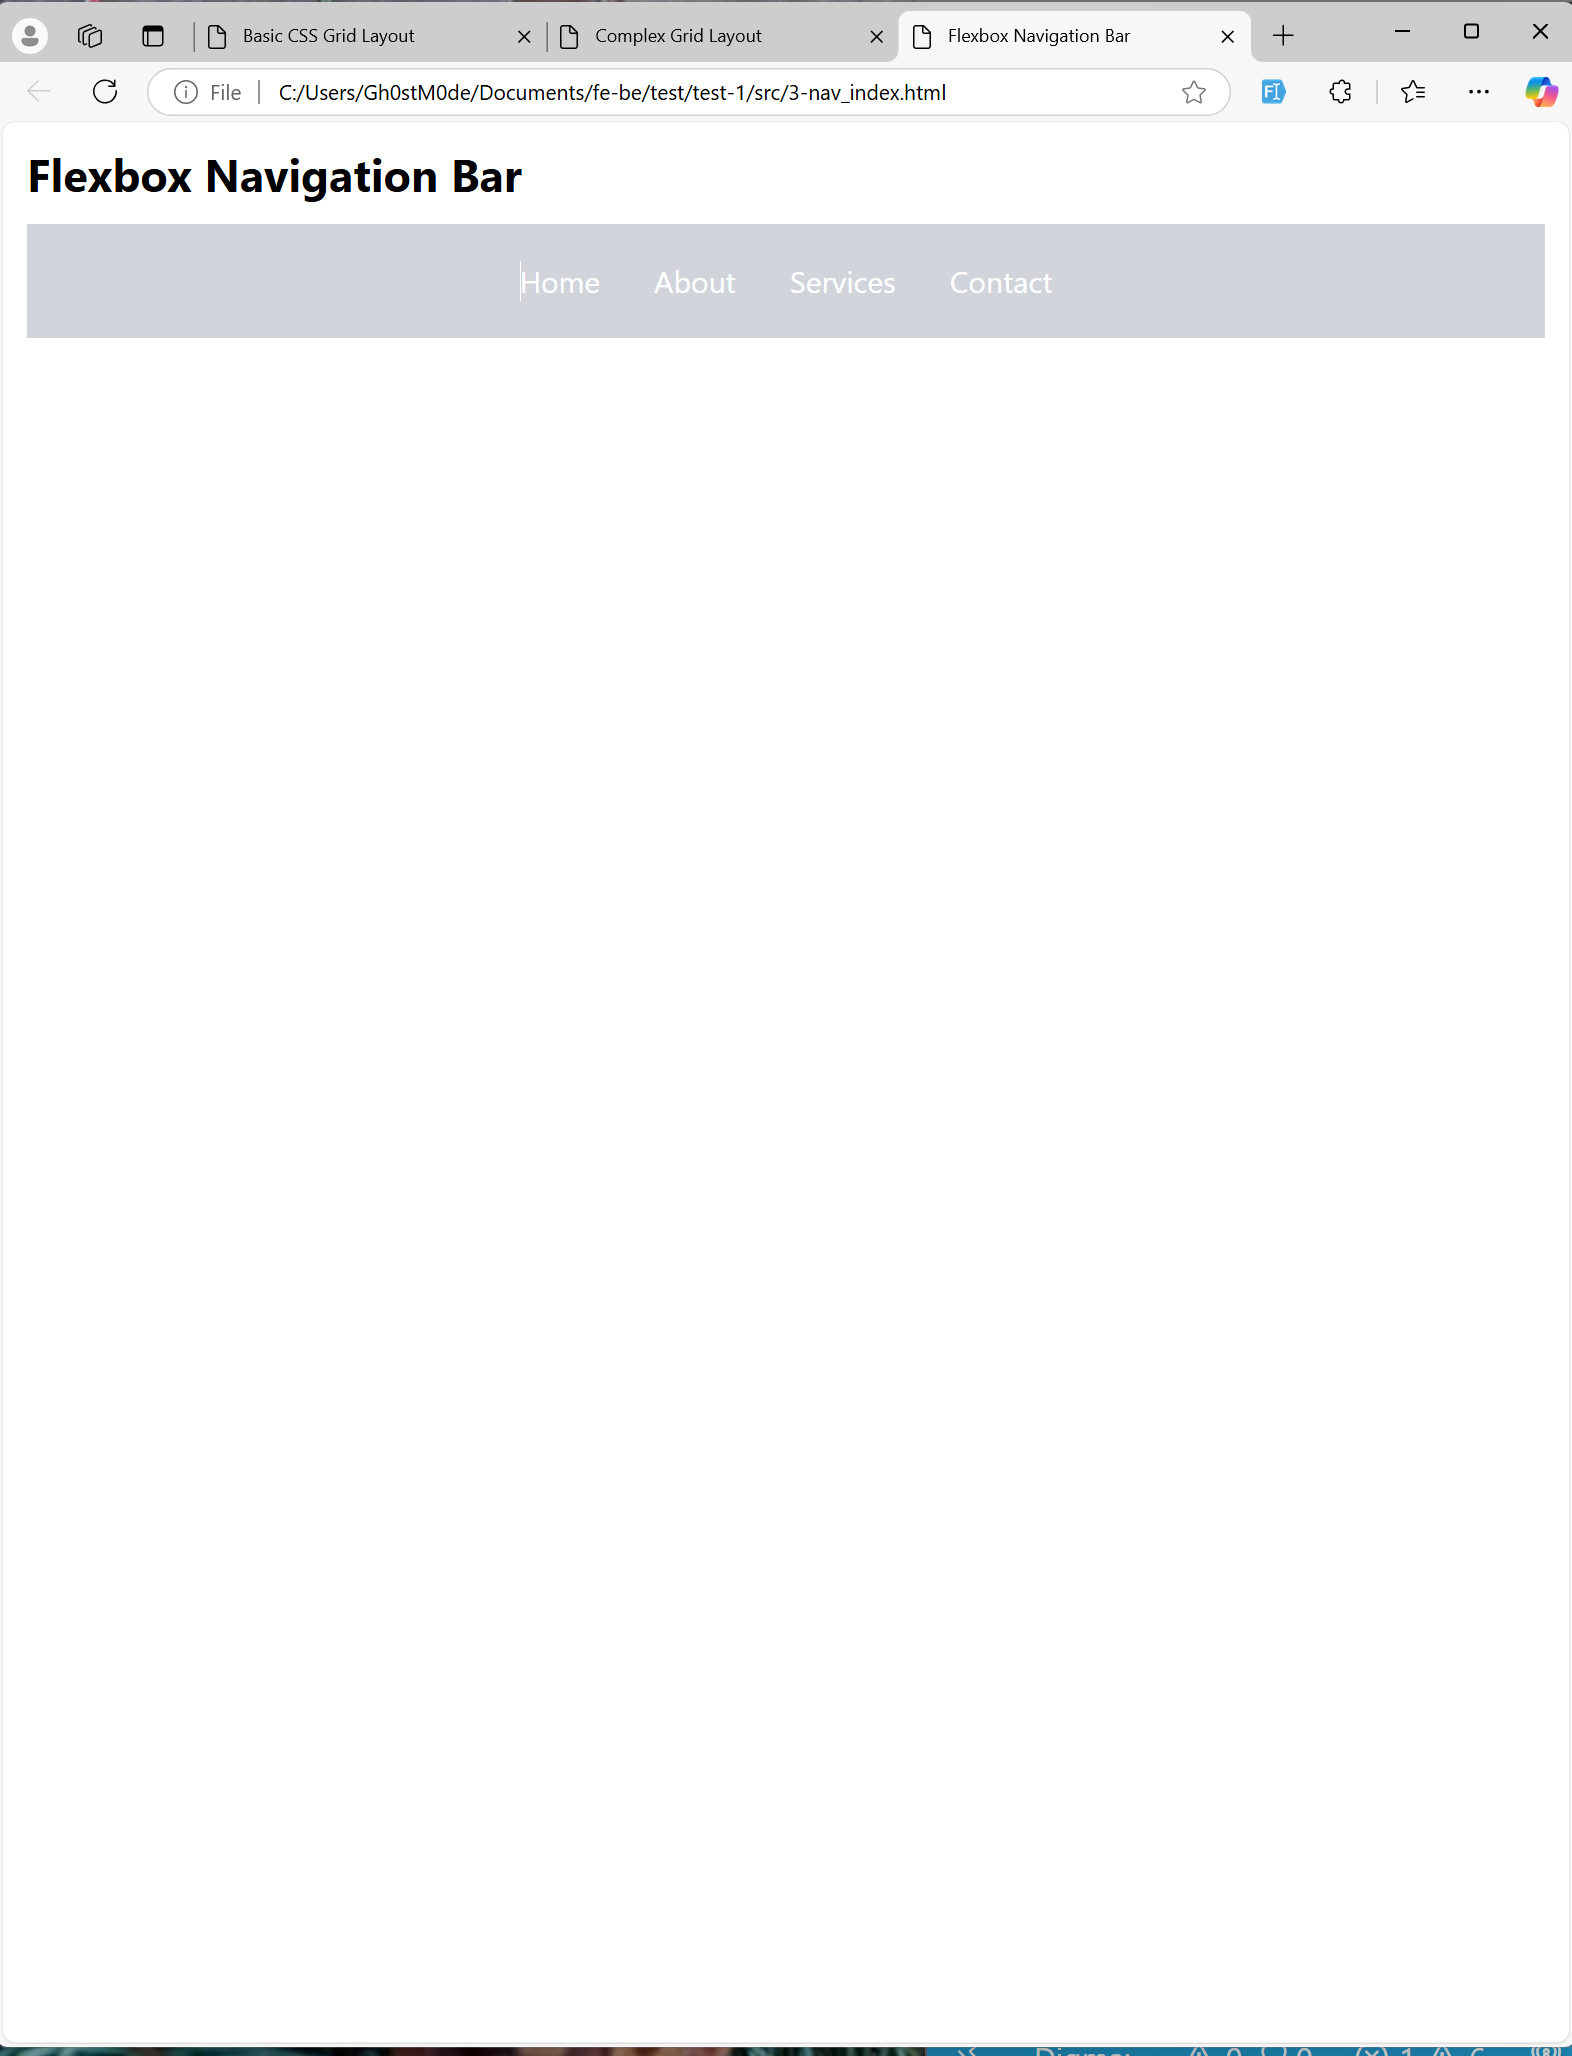 Basic CSS Grid Layout
Complex Grid Layout
Flexbox Navigation Bar
File
C:/Users/Gh0stM0de/Documents/fe-be/test/test-1/src/3-nav_index.html
Flexbox Navigation Bar
Home About Services Contact